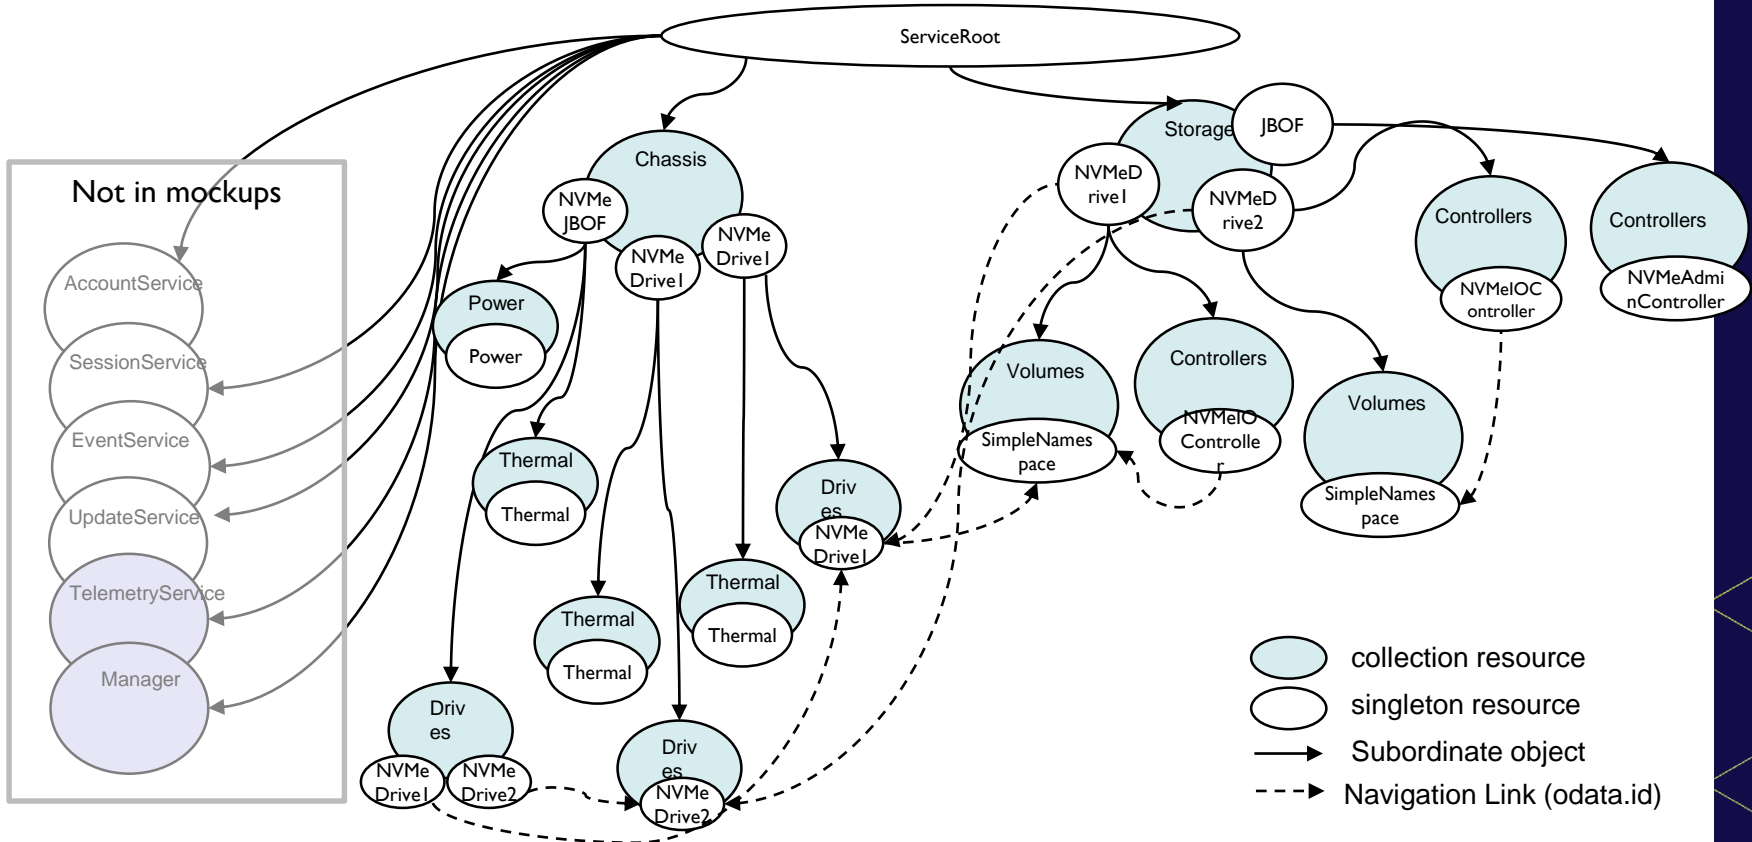 ServiceRoot
Storage
JBOF
Chassis
NVMeD
rive1
NVMeD
rive2
Not in mockups
NVMe
JBOF
NVMe
Drive1
NVMe
Drive1
Controllers
NVMeIOC
ontroller
Controllers
NVMeAdmi
nController
AccountService
SessionService
EventService
UpdateService
TelemetryService
Manager
Power
Power
Thermal
Thermal
Thermal
Thermal
Thermal
Thermal
Driv
es
NVMe
Drive1
Volumes
SimpleNames
pace
Controllers
NVMeIO
Controlle
r
Volumes
SimpleNames
pace
Driv
es
NVMe
Drive1
NVMe
Drive2
Driv
es
NVMe
Drive2
collection resource
singleton resource
Subordinate object
Navigation Link (odata.id)